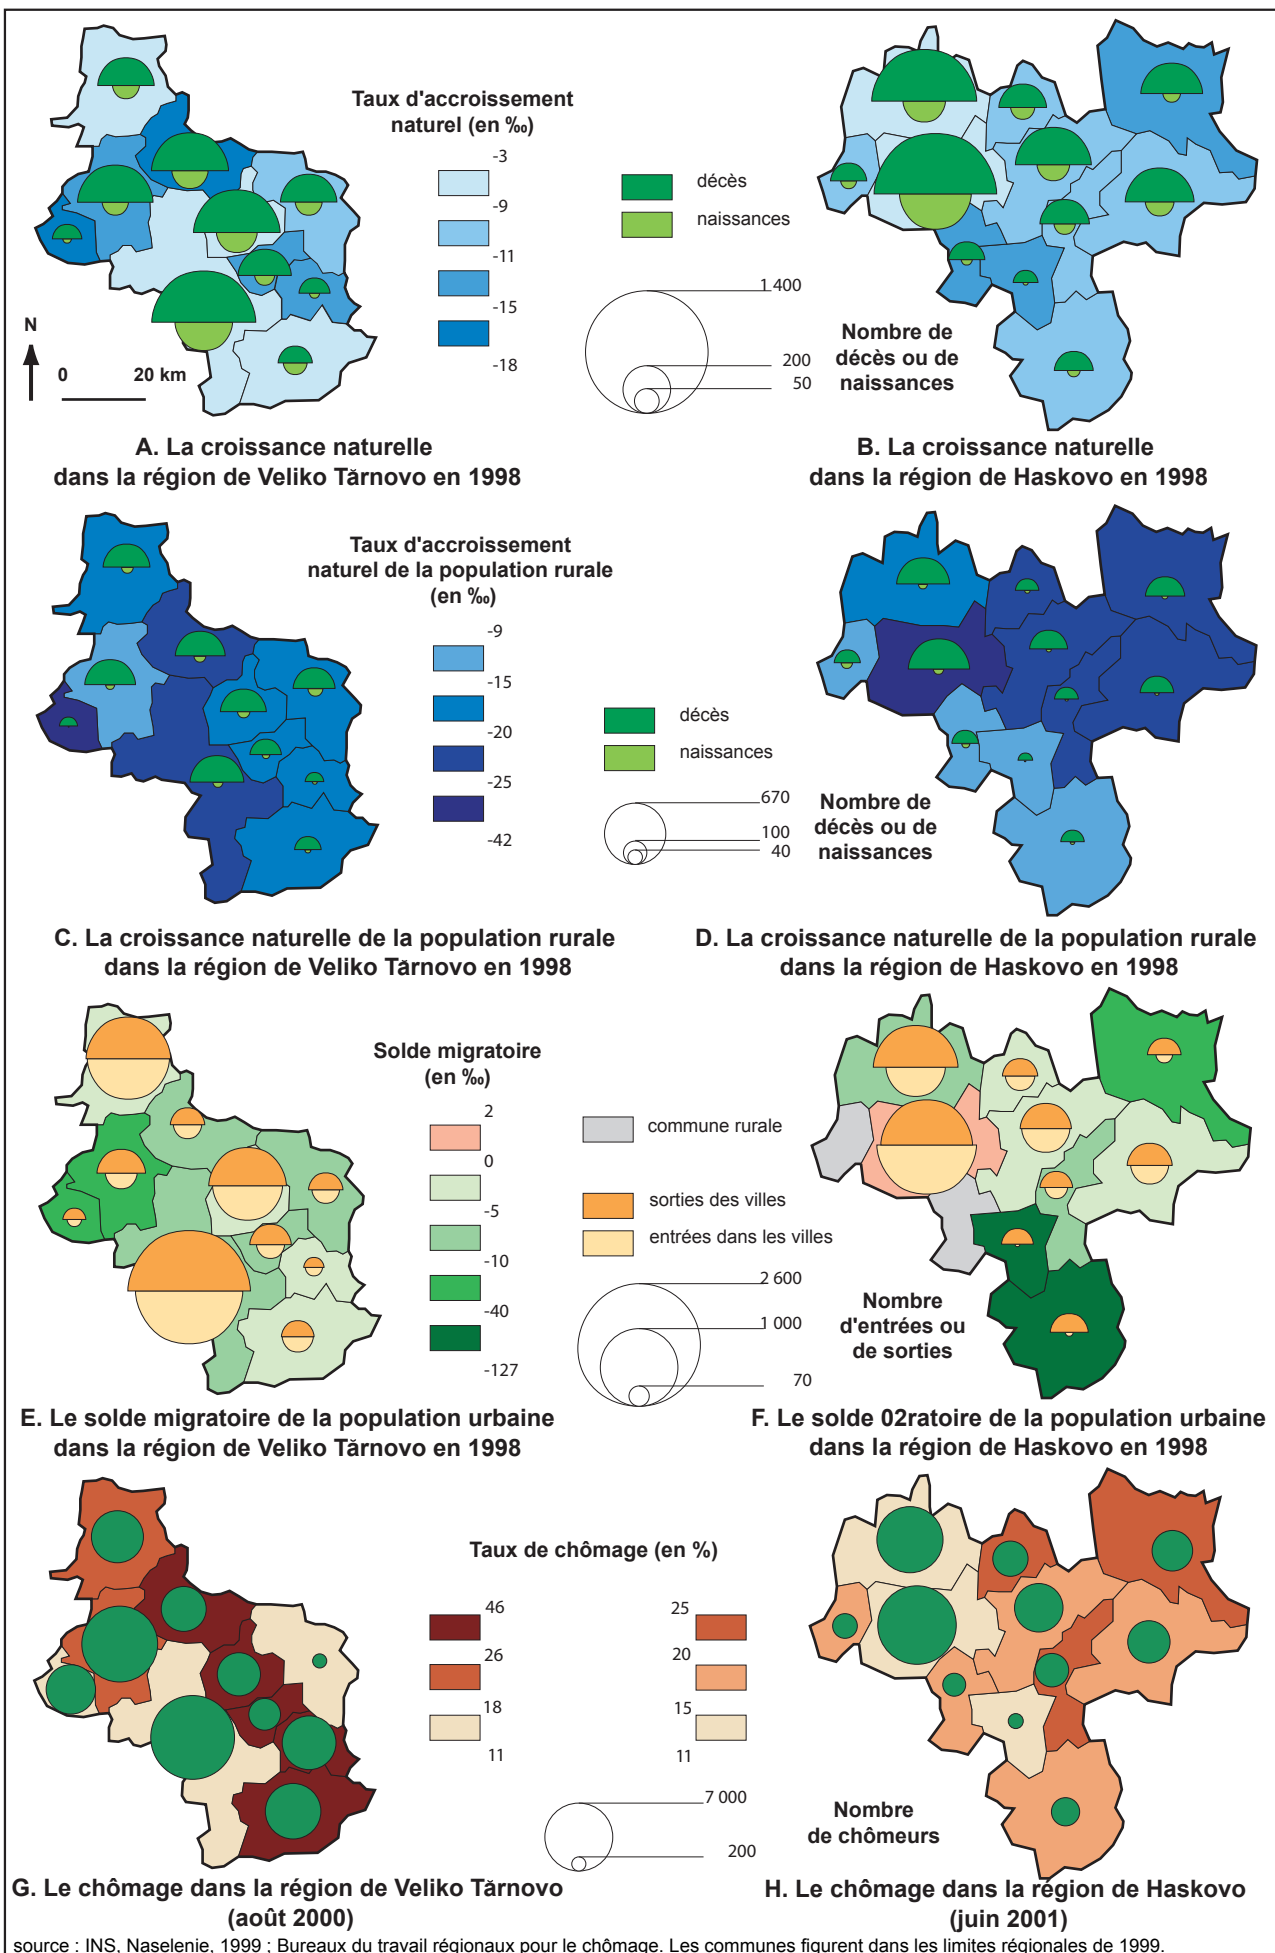 Taux d'accroissement
naturel (en ‰)
-3
-9
-11
-15
-18
décès
naissances
1 400
200
50
Nombre de
décès ou de
naissances
N
0 20 km
A. La croissance naturelle
dans la région de Veliko Tărnovo en 1998
B. La croissance naturelle
dans la région de Haskovo en 1998
Taux d'accroissement
naturel de la population rurale
(en ‰)
-9
-15
-20
-25
-42
décès
naissances
670
100
40
Nombre de
décès ou de
naissances
C. La croissance naturelle de la population rurale
dans la région de Veliko Tărnovo en 1998
D. La croissance naturelle de la population rurale
dans la région de Haskovo en 1998
Solde migratoire
(en ‰)
2
0
-5
-10
-40
-127
commune rurale
sorties des villes
entrées dans les villes
2 600
1 000
70
Nombre
d'entrées ou
de sorties
E. Le solde migratoire de la population urbaine
dans la région de Veliko Tărnovo en 1998
F. Le solde 02ratoire de la population urbaine
dans la région de Haskovo en 1998
Taux de chômage (en %)
46
26
18
11
25
20
15
11
7 000
200
Nombre
de chômeurs
G. Le chômage dans la région de Veliko Tărnovo
(août 2000)
H. Le chômage dans la région de Haskovo
(juin 2001)
source : INS, Naselenie, 1999 ; Bureaux du travail régionaux pour le chômage. Les communes figurent dans les limites régionales de 1999.